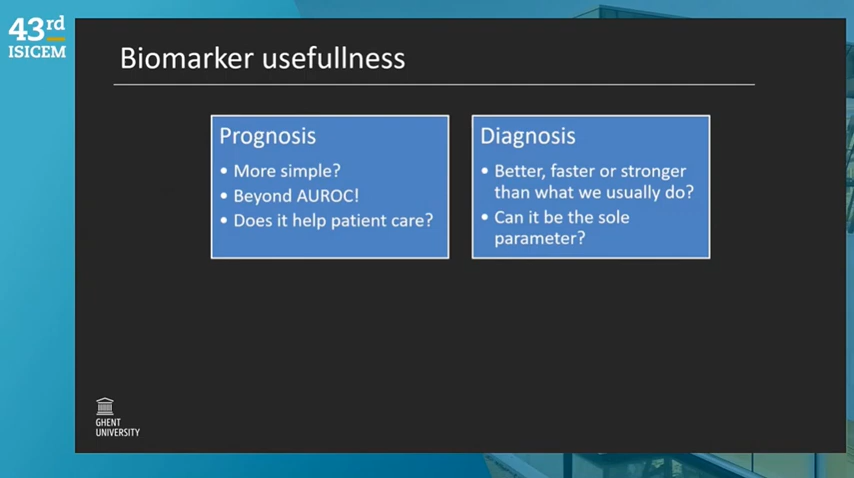 43rd
ISICEM
Biomarker usefullness
Prognosis
• More simple?
• Beyond AUROC!
• Does it help patient care?
Diagnosis
• Better, faster or stronger
than what we usually do?
• Can it be the sole
parameter?
GHENT
UNIVERSITY